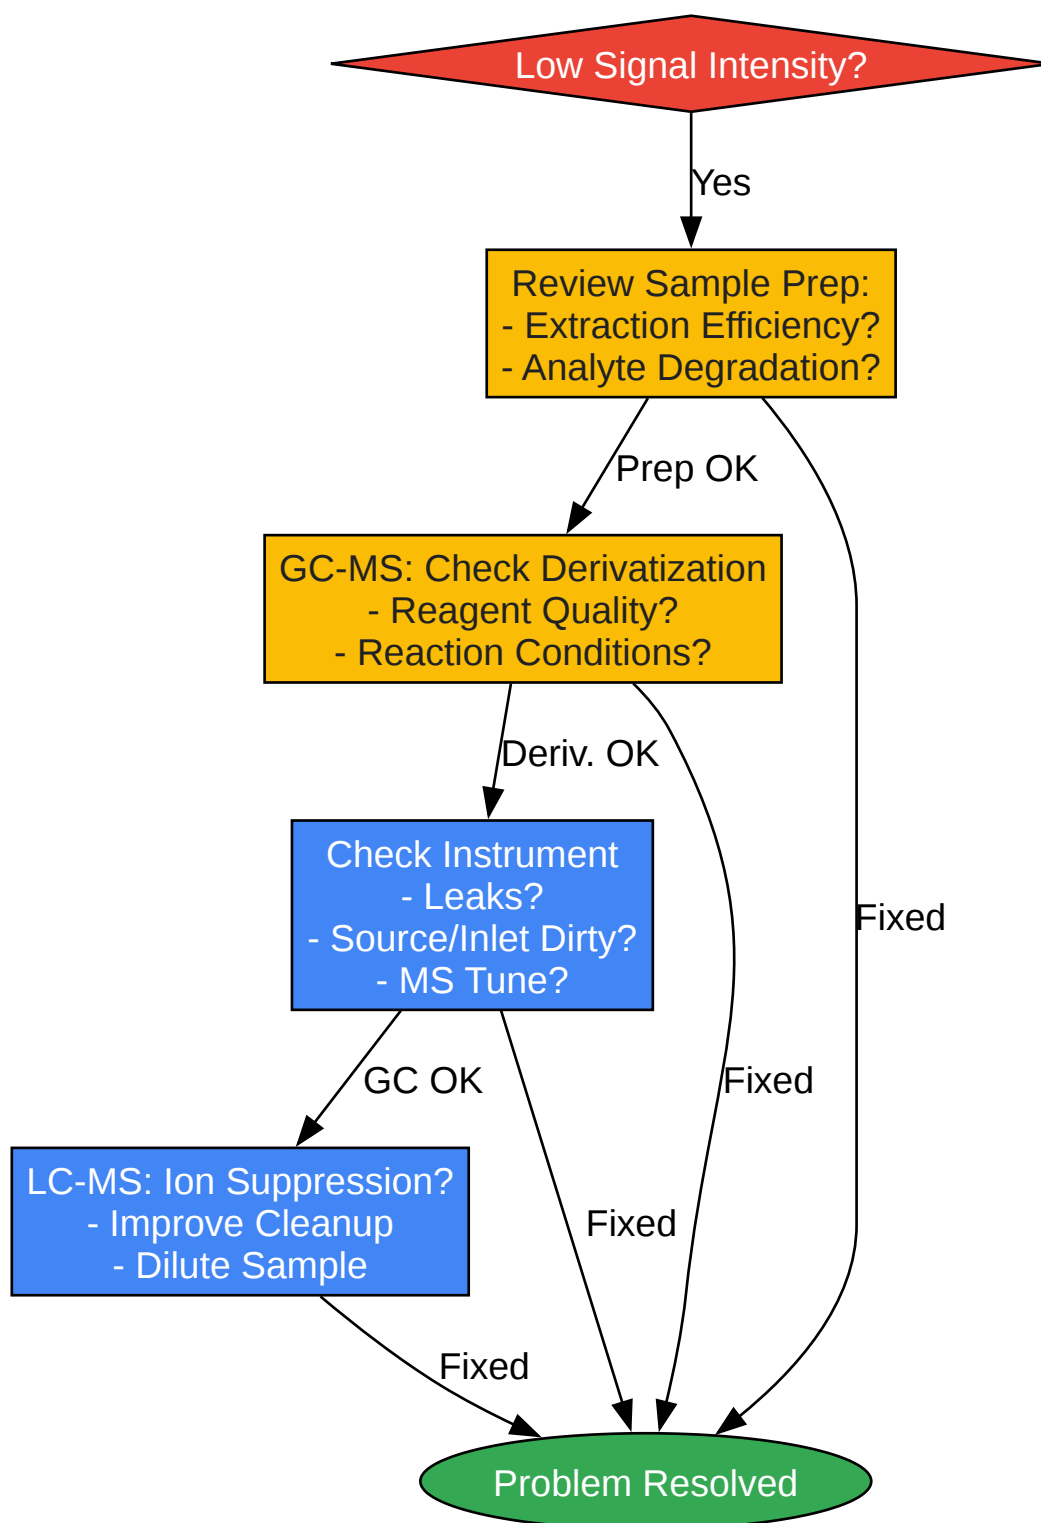 Low Signal Intensity?
Yes
Review Sample Prep:
- Extraction Efficiency?
- Analyte Degradation?
Prep OK
GC-MS: Check Derivatization
- Reagent Quality?
- Reaction Conditions?
Deriv. OK
Check Instrument
- Leaks?
- Source/Inlet Dirty?
- MS Tune?
Fixed
GC OK
Fixed
LC-MS: Ion Suppression?
- Improve Cleanup
- Dilute Sample
Fixed
Fixed
Problem Resolved